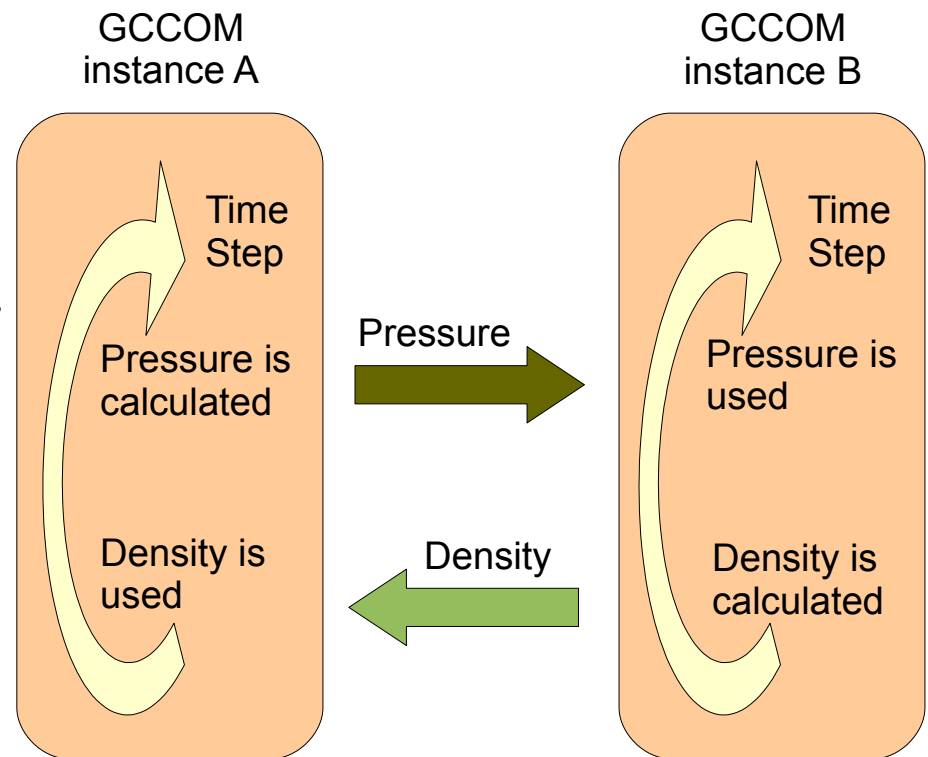 GCCOM
instance A
GCCOM
instance B
Time
Step
Pressure is
calculated
Density is
used
Pressure
Density
Time
Step
Pressure is
used
Density is
calculated